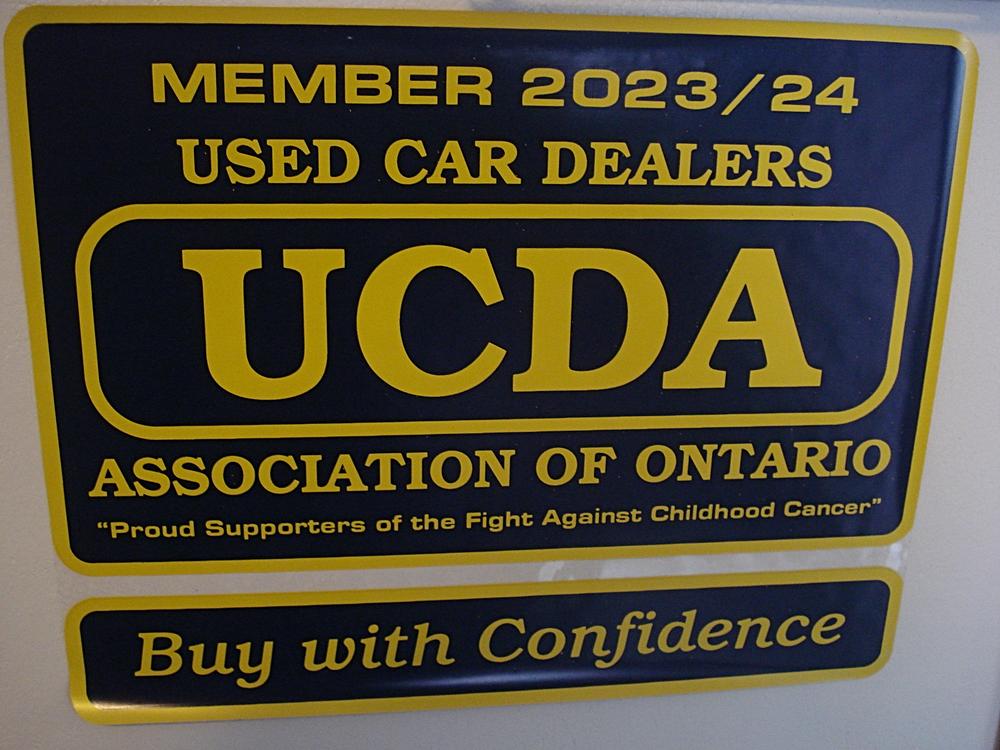 MEMBER 2023/24
USED CAR DEALERS
UCDA
ASSOCIATION OF ONTARIO
“Proud Supporters of the Fight Against Childhood Cancer”
Buy with Confidence